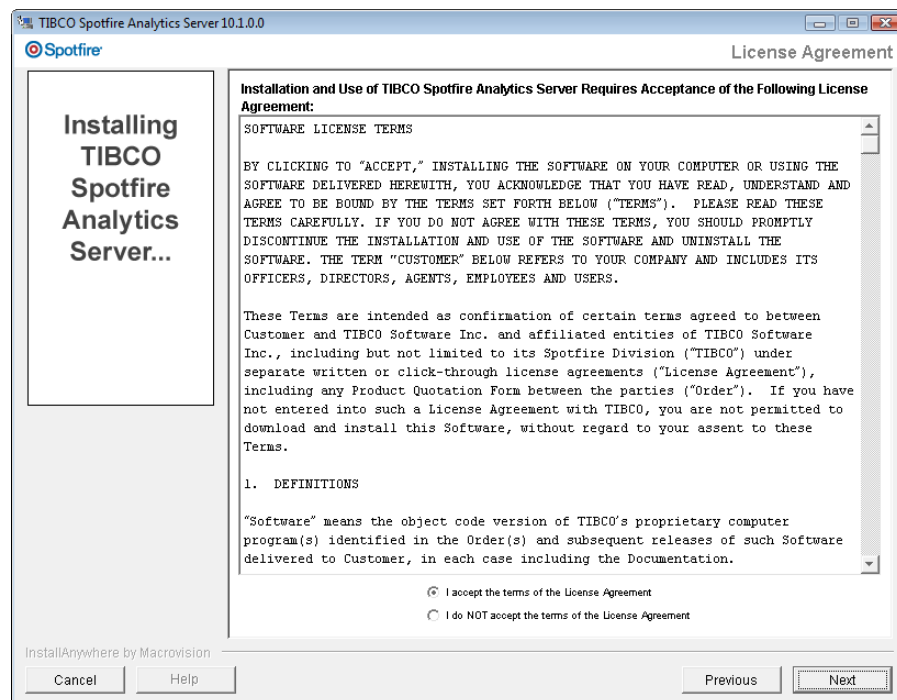 TIBCO Spotfire Analytics Server 10.1.0.0
Spotfire
License Agreement
Installing
TIBCO
Spotfire
Analytics
Server...
Installation and Use of TIBCO Spotfire Analytics Server Requires Acceptance of the Following License
Agreement:
SOFTWARE LICENSE TERMS
BY CLICKING TO "ACCEPT," INSTALLING THE SOFTWARE ON YOUR COMPUTER OR USING THE
SOFTWARE DELIVERED HEREWITH, YOU ACKNOWLEDGE THAT YOU HAVE READ, UNDERSTAND AND
AGREE TO BE BOUND BY THE TERMS SET FORTH BELOW ("TERMS").  PLEASE READ THESE
TERMS CAREFULLY. IF YOU DO NOT AGREE WITH THESE TERMS, YOU SHOULD PROMPTLY
DISCONTINUE THE INSTALLATION AND USE OF THE SOFTWARE AND UNINSTALL THE
SOFTWARE. THE TERM "CUSTOMER" BELOW REFERS TO YOUR COMPANY AND INCLUDES ITS
OFFICERS, DIRECTORS, AGENTS, EMPLOYEES AND USERS.
These Terms are intended as confirmation of certain terms agreed to between
Customer and TIBCO Software Inc. and affiliated entities of TIBCO Software
Inc., including but not limited to its Spotfire Division ("TIBCO") under
separate written or click-through license agreements ("License Agreement"),
including any Product Quotation Form between the parties ("Order").  If you have
not entered into such a License Agreement with TIBCO, you are not permitted to
download and install this Software, without regard to your assent to these
Terms.
1.  DEFINITIONS
"Software" means the object code version of TIBCO's proprietary computer
program(s) identified in the Order(s) and subsequent releases of such Software
delivered to Customer, in each case including the Documentation.
I accept the terms of the License Agreement
I do NOT accept the terms of the License Agreement
InstallAnywhere by Macrovision
Cancel
Help
Previous
Next